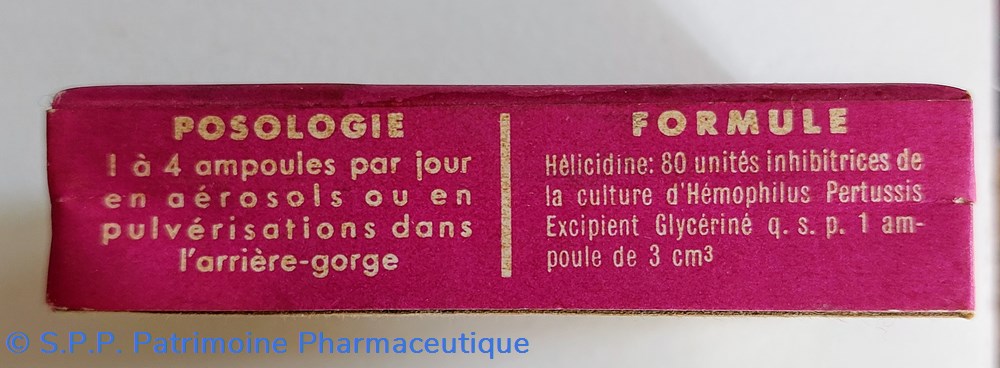 POSOLOGIE
1 à 4 ampoules par jour
en aérosols ou en
pulvérisations dans
l'arrière-gorge
FORMULE
Hélicidine: 80 unités inhibitrices de
la culture d'Hémophilus Pertussis
Excipient Glycériné q. s. p. 1 am-
poule de 3 cm³
© S.P.P. Patrimoine Pharmaceutique